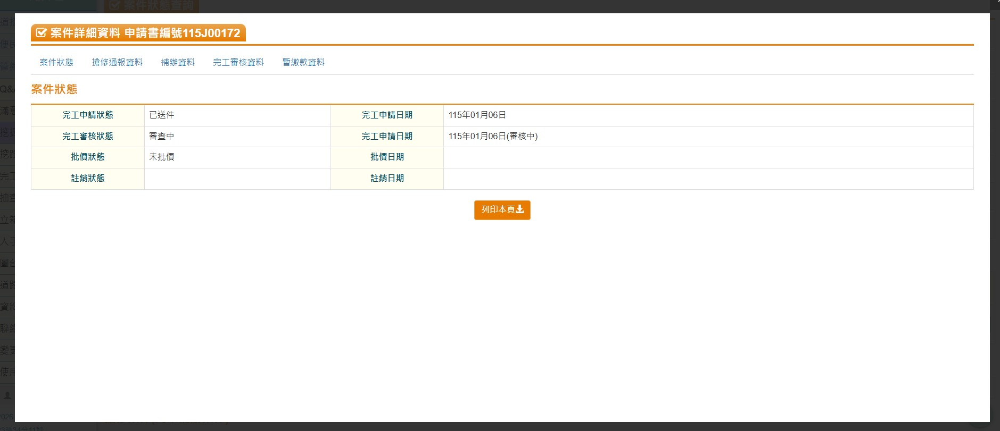 案件狀態查詢
案件詳細資料 申請書編號115J00172
案件狀態 搶修通報資料 補辦資料 完工審核資料 暫繳款資料
案件狀態
完工申請狀態 已送件 完工申請日期 115年01月06日
完工審核狀態 審查中 完工申請日期 115年01月06日(審核中)
批價狀態 未批價 批價日期
註銷狀態 註銷日期
列印本頁